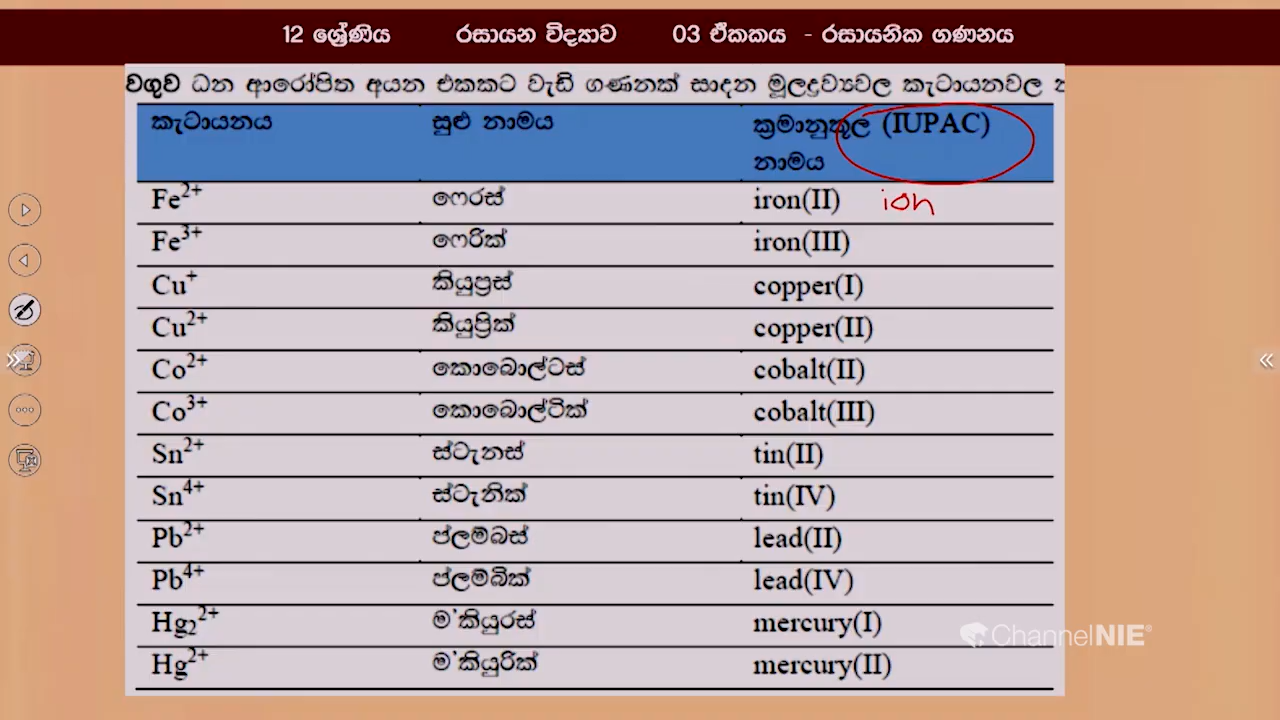 12 ශ්‍රේණිය රසායන විද්‍යාව 03 ඒකකය - රසායනික ගණනය
වගුව ධන ආරෝපිත අයන එකකට වැඩි ගණනක් සාදන මූලද්‍රව්‍යවල කැටායනවල
කැටායනය සුළු නාමය ක්‍රමානුකූල (IUPAC) නාමය
Fe²⁺ ෆෙරස් iron(II) ion
Fe³⁺ ෆෙරික් iron(III)
Cu⁺ කියුප්‍රස් copper(I)
Cu²⁺ කියුප්‍රික් copper(II)
Co²⁺ කොබොල්ටස් cobalt(II)
Co³⁺ කොබොල්ටික් cobalt(III)
Sn²⁺ ස්ටැනස් tin(II)
Sn⁴⁺ ස්ටැනික් tin(IV)
Pb²⁺ ප්ලම්බස් lead(II)
Pb⁴⁺ ප්ලම්බික් lead(IV)
Hg₂²⁺ ම'කියුරස් mercury(I)
Hg²⁺ ම'කියුරික් mercury(II)
ChannelNIE®